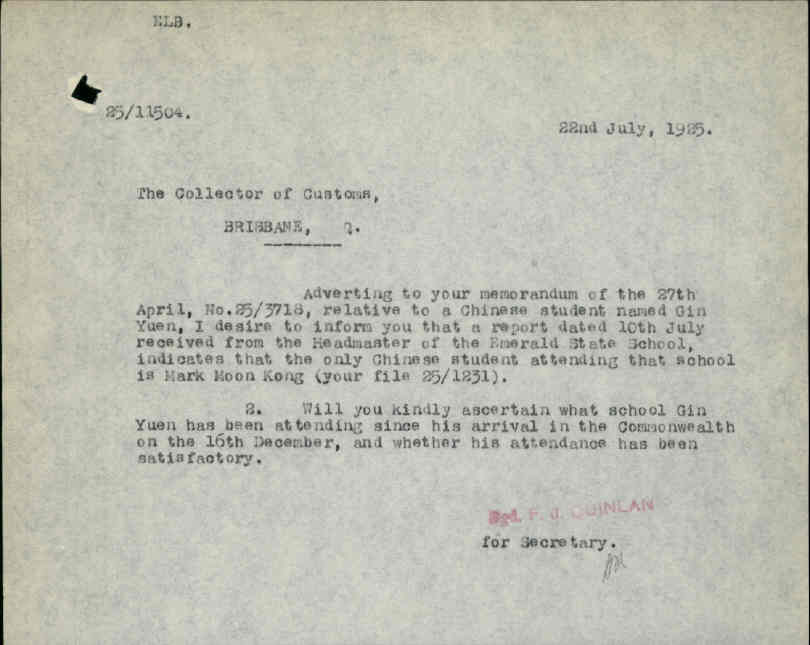 ELB.
25/11504.
22nd July, 1925.
The Collector of Customs,
BRISBANE, Q.
Adverting to your memorandum of the 27th
April, No.25/3718, relative to a Chinese student named Gin
Yuen, I desire to inform you that a report dated 10th July
received from the Headmaster of the Emerald State School,
indicates that the only Chinese student attending that school
is Mark Moon Kong (your file 25/1231).
2. Will you kindly ascertain what school Gin
Yuen has been attending since his arrival in the Commonwealth
on the 16th December, and whether his attendance has been
satisfactory.
Sgd. F. J. QUINLAN
for Secretary.